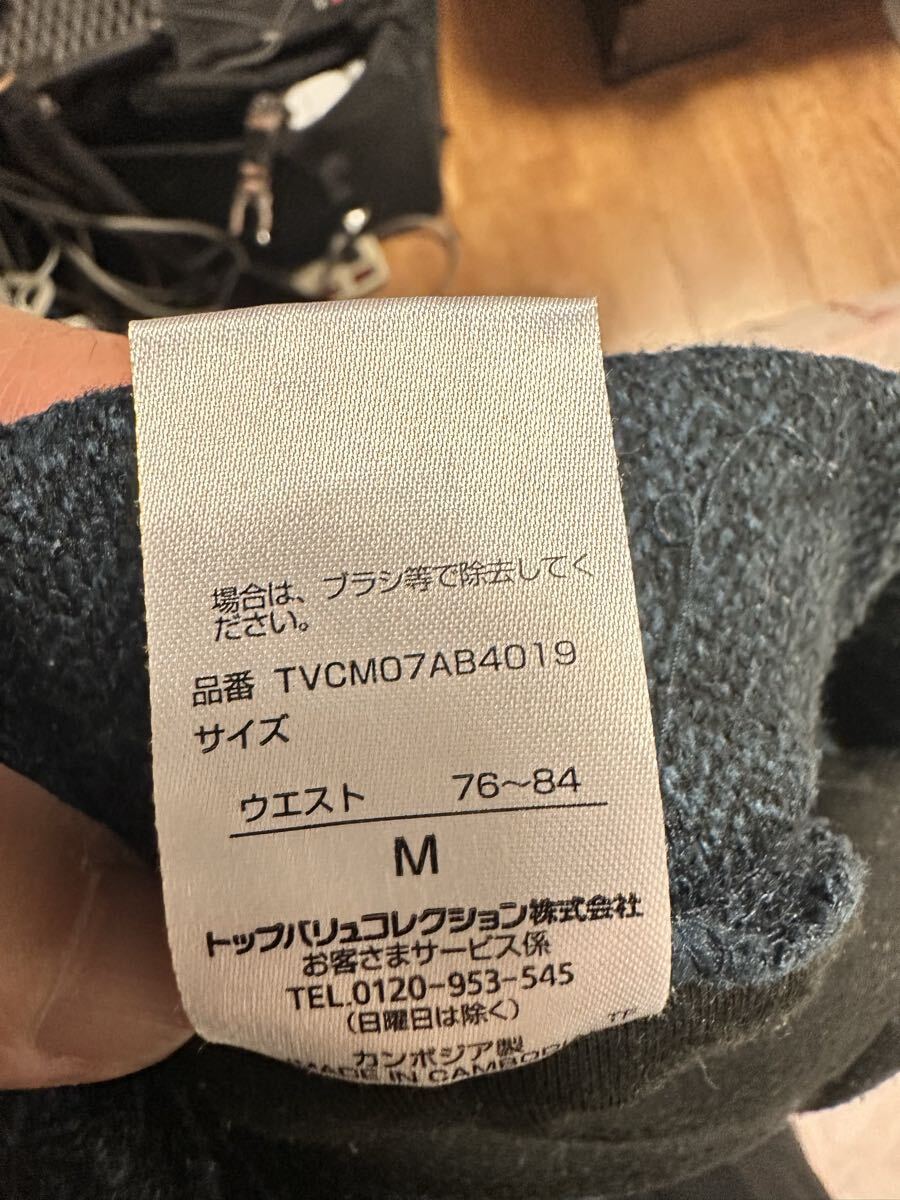 場合は、ブラシ等で除去してく
ださい。
品番 TVCM07AB4019
サイズ
ウエスト 76～84
M
トップバリュコレクション株式会社
お客さまサービス係
TEL.0120-953-545
(日曜日は除く)
TF
カンボジア製
MADE IN